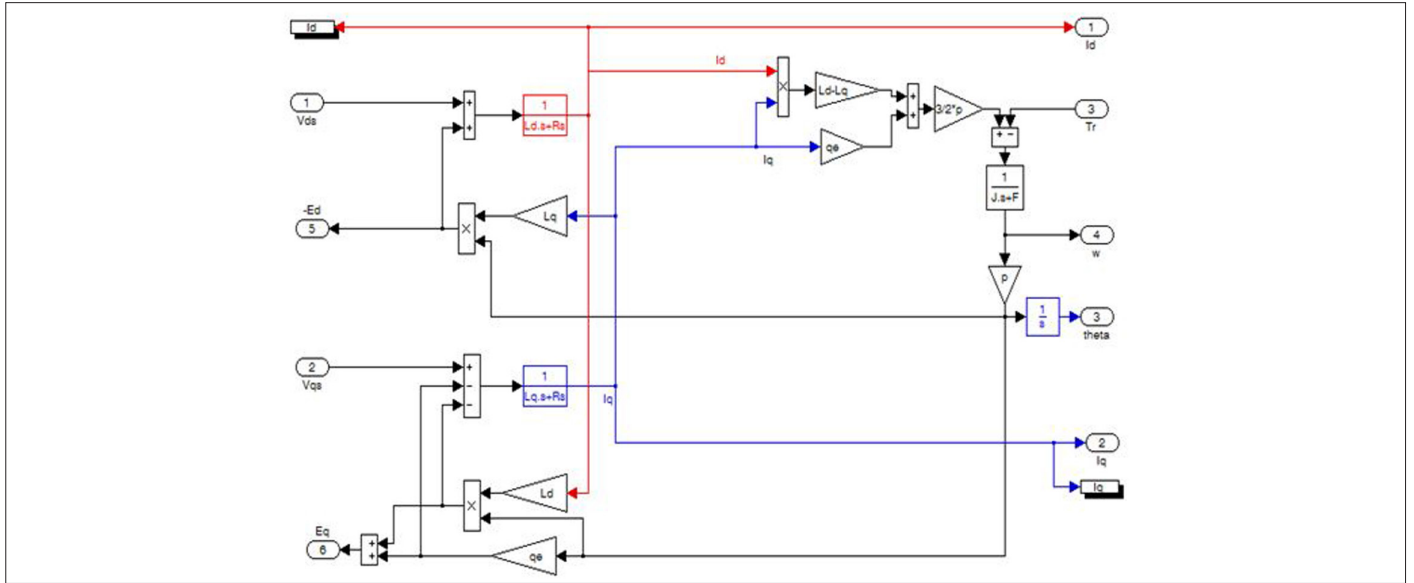 Id
1
Id
Id
Ld-Lq
3/2*p
3
Tr
1
Vds
+
+
1
Ld.s+Rs
×
+
+
+ −
qe
Iq
1
J.s+F
-Ed
5
×
Lq
4
w
p
1
s
3
theta
2
Vqs
+
−
−
1
Lq.s+Rs
Iq
2
Iq
Iq
Ld
×
Eq
6
+
+
qe